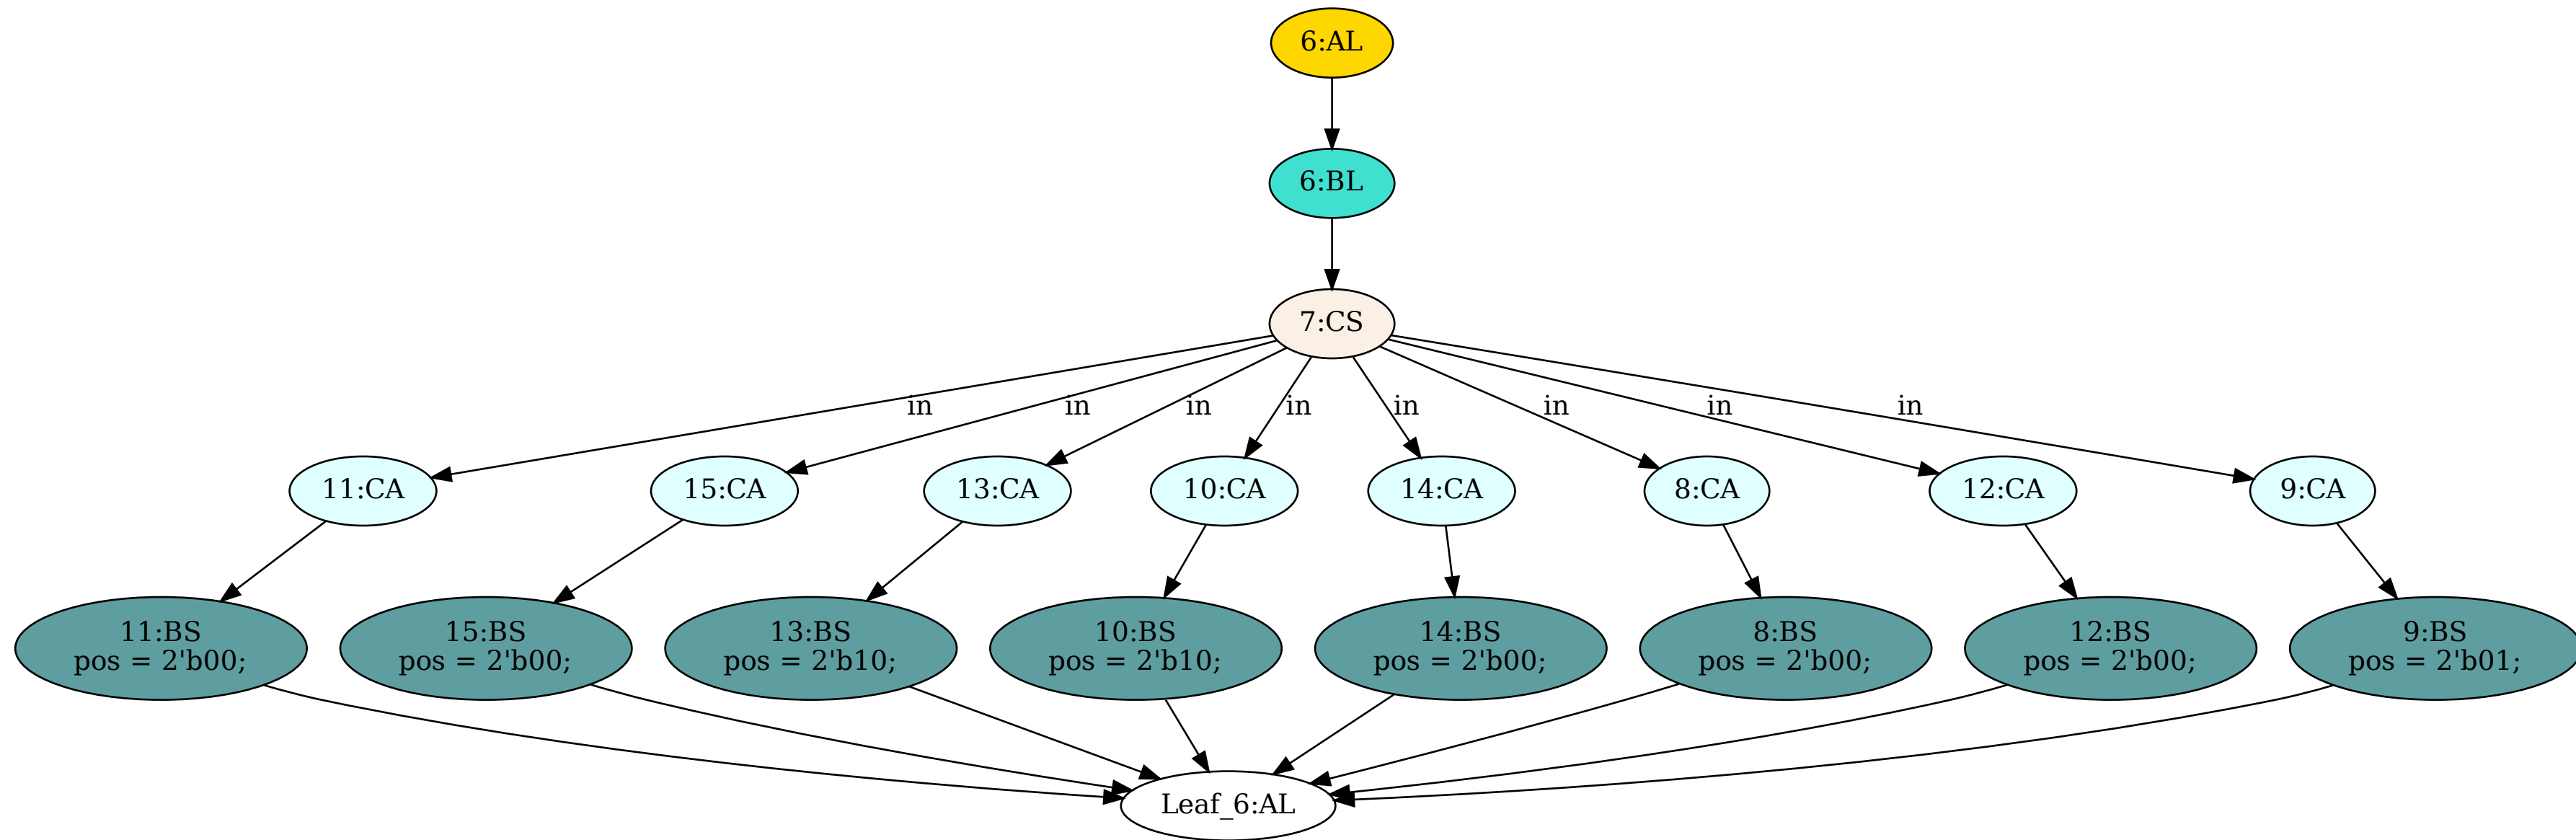 6:AL
6:BL
7:CS
in
in
in
in
in
in
in
in
11:CA
15:CA
13:CA
10:CA
14:CA
8:CA
12:CA
9:CA
11:BS
pos = 2'b00;
15:BS
pos = 2'b00;
13:BS
pos = 2'b10;
10:BS
pos = 2'b10;
14:BS
pos = 2'b00;
8:BS
pos = 2'b00;
12:BS
pos = 2'b00;
9:BS
pos = 2'b01;
Leaf_6:AL